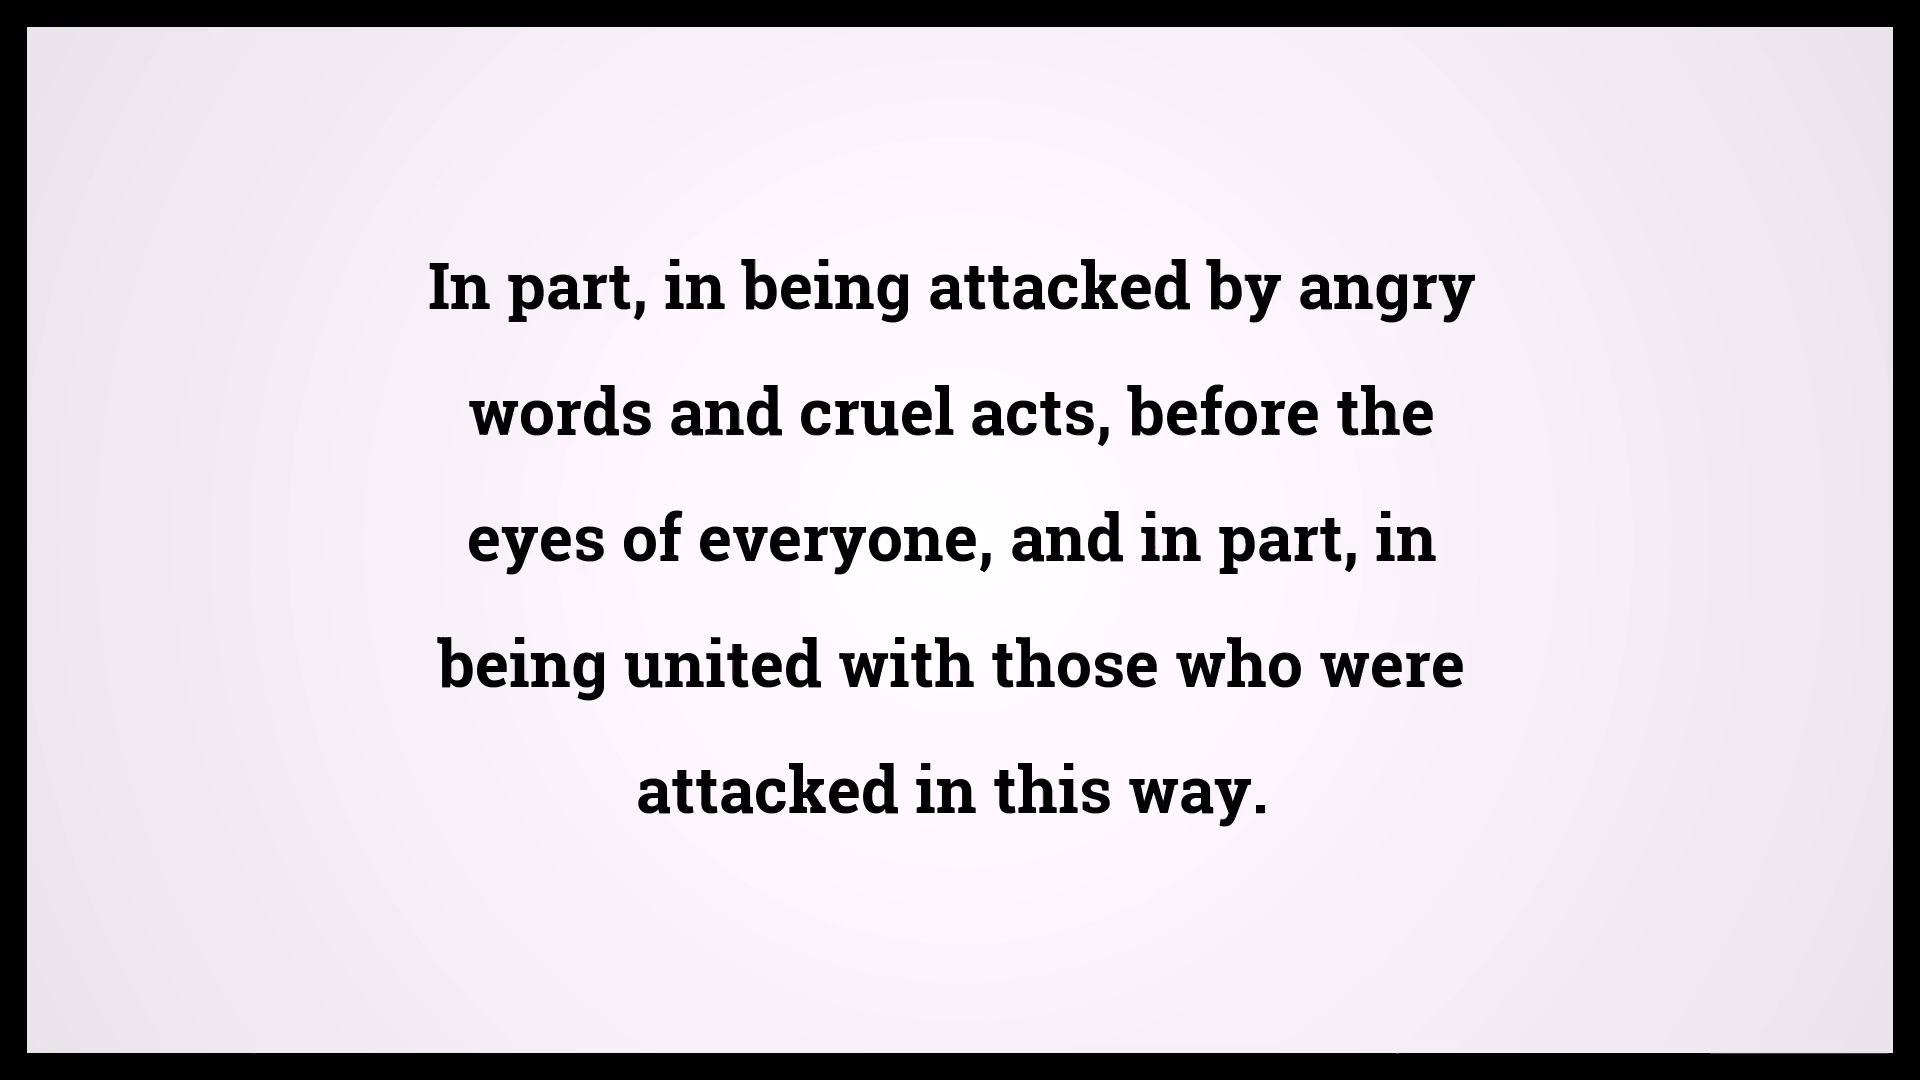 In part, in being attacked by angry
words and cruel acts, before the
eyes of everyone, and in part, in
being united with those who were
attacked in this way.